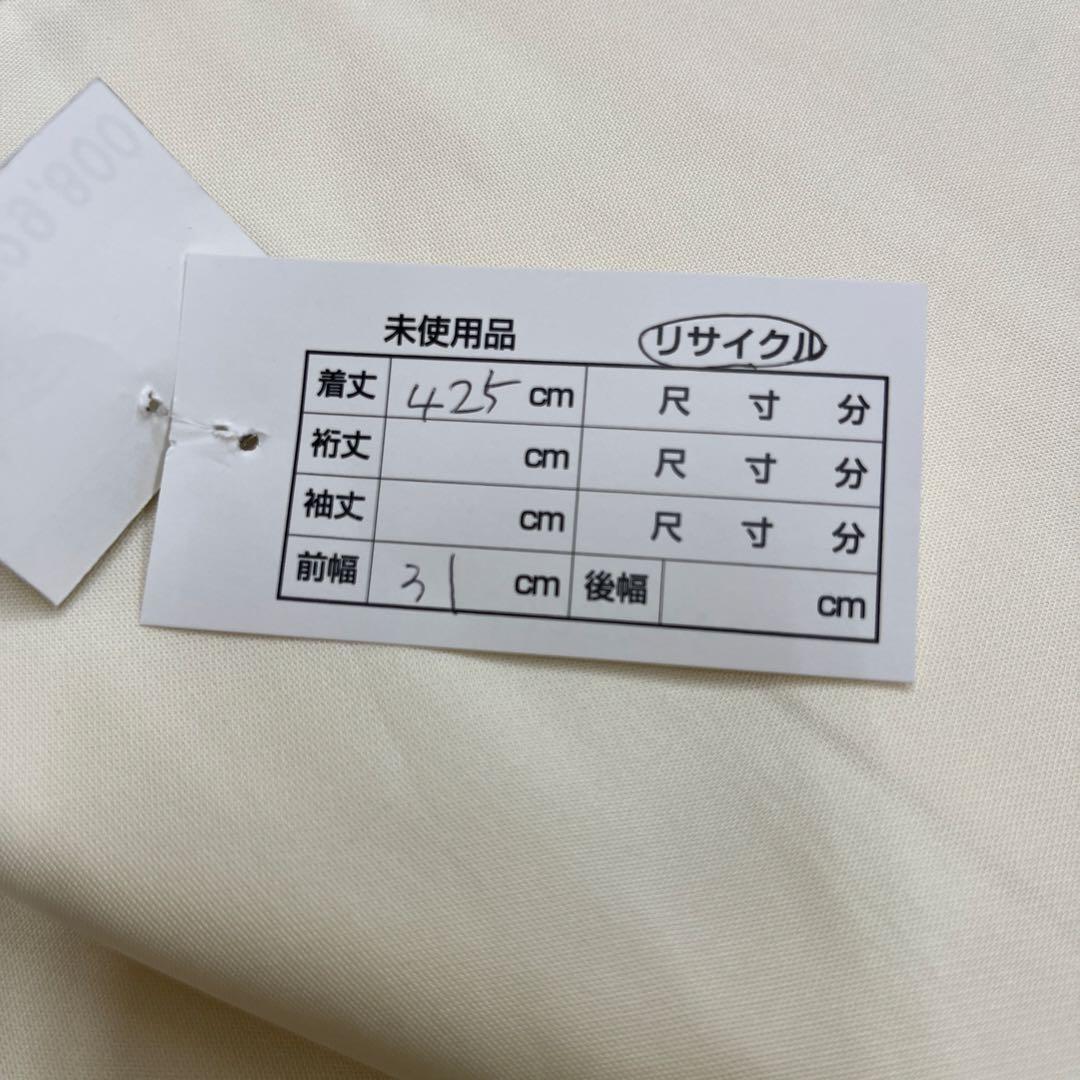 未使用品 リサイクル
着丈 425 cm 尺 寸 分
裄丈 cm 尺 寸 分
袖丈 cm 尺 寸 分
前幅 31 cm 後幅 cm